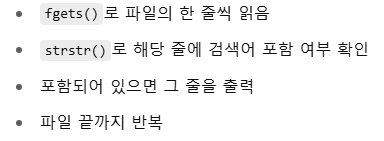 fgets()로 파일의 한 줄씩 읽음
strstr()로 해당 줄에 검색어 포함 여부 확인
포함되어 있으면 그 줄을 출력
파일 끝까지 반복